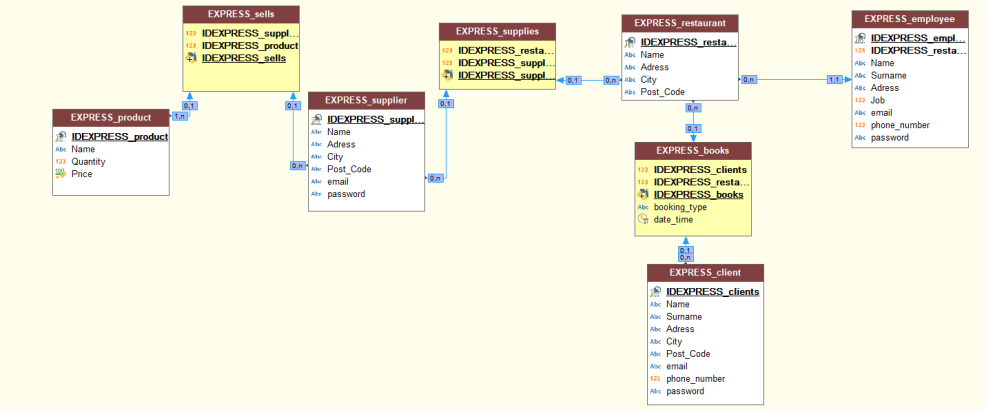 EXPRESS_sells
123 IDEXPRESS_suppl...
123 IDEXPRESS_product
IDEXPRESS_sells
EXPRESS_supplies
123 IDEXPRESS_resta...
123 IDEXPRESS_suppl...
IDEXPRESS_suppl...
EXPRESS_restaurant
IDEXPRESS_resta...
Abc Name
Abc Adress
Abc City
Abc Post_Code
EXPRESS_employee
IDEXPRESS_empl...
123 IDEXPRESS_resta...
Abc Name
Abc Surname
Abc Adress
123 Job
Abc email
123 phone_number
Abc password
0,1
0,1
1,n
0,n
0,n
0,1
0,1
0,n
1,1
0,n
0,1
EXPRESS_product
IDEXPRESS_product
Abc Name
123 Quantity
100 Price
EXPRESS_supplier
IDEXPRESS_suppl...
Abc Name
Abc Adress
Abc City
Abc Post_Code
Abc email
Abc password
EXPRESS_books
123 IDEXPRESS_clients
123 IDEXPRESS_resta...
IDEXPRESS_books
Abc booking_type
date_time
0,1
0,n
EXPRESS_client
IDEXPRESS_clients
Abc Name
Abc Surname
Abc Adress
Abc City
Abc Post_Code
Abc email
123 phone_number
Abc password